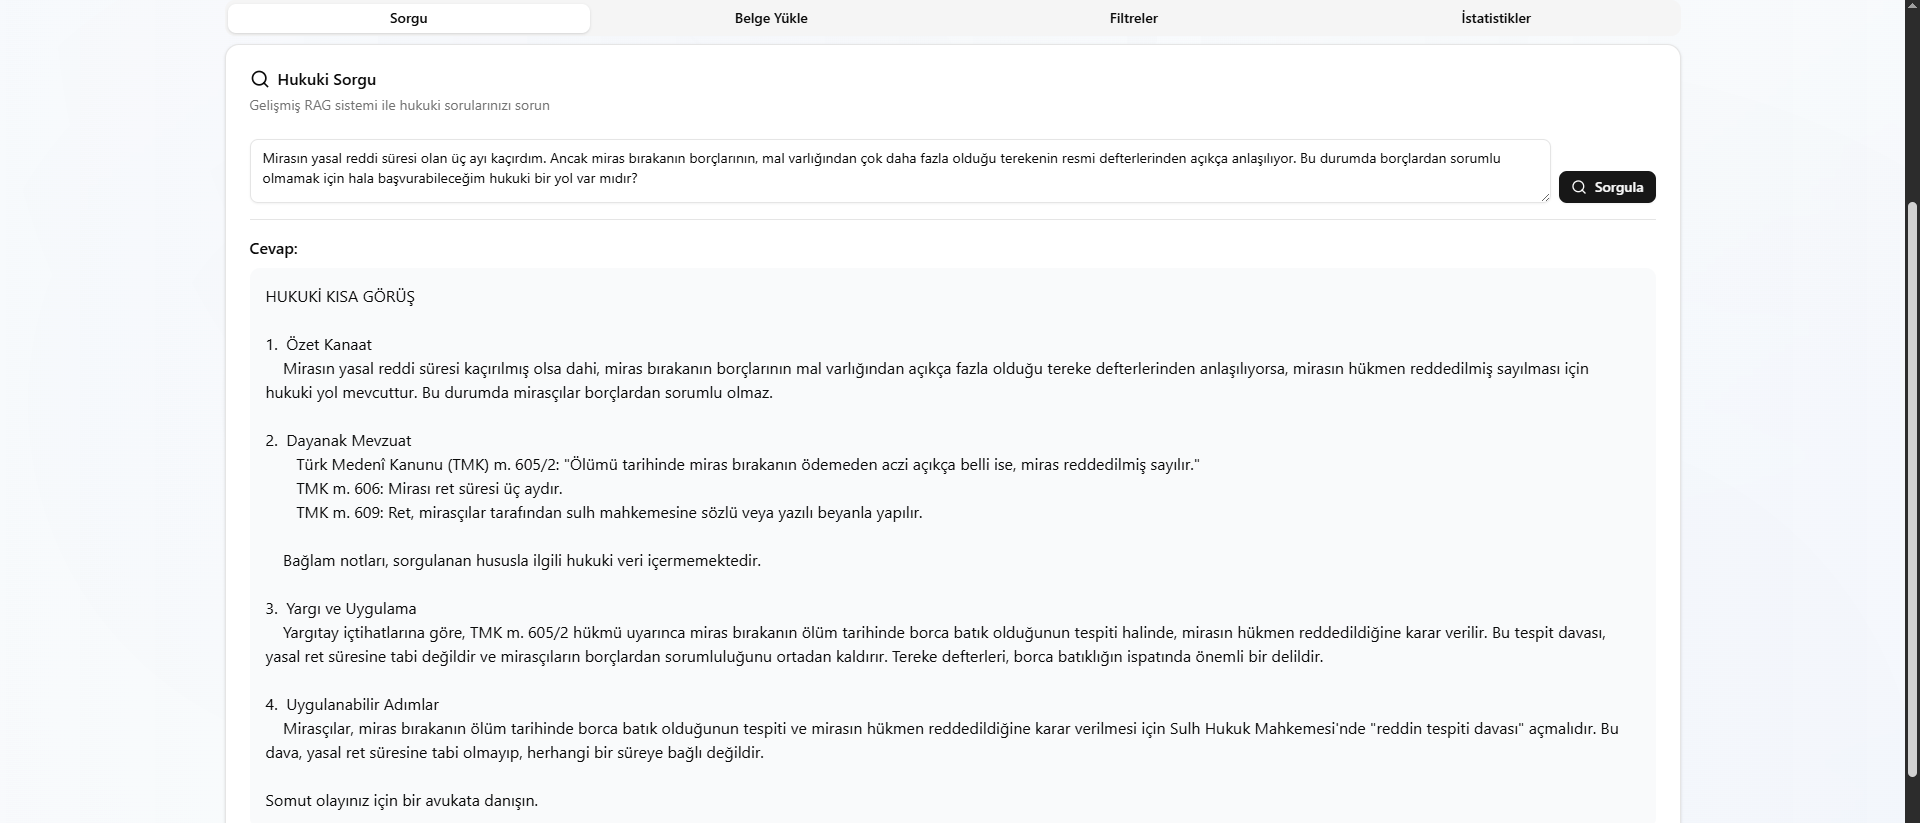 Sorgu
Belge Yükle
Filtreler
İstatistikler
Hukuki Sorgu
Gelişmiş RAG sistemi ile hukuki sorularınızı sorun
Mirasın yasal reddi süresi olan üç ayı kaçırdım. Ancak miras bırakanın borçlarının, mal varlığından çok daha fazla olduğu terekenin resmi defterlerinden açıkça anlaşılıyor. Bu durumda borçlardan sorumlu
olmamak için hala başvurabileceğim hukuki bir yol var mıdır?
Sorgula
Cevap:
HUKUKİ KISA GÖRÜŞ
1. Özet Kanaat
Mirasın yasal reddi süresi kaçırılmış olsa dahi, miras bırakanın borçlarının mal varlığından açıkça fazla olduğu tereke defterlerinden anlaşılıyorsa, mirasın hükmen reddedilmiş sayılması için
hukuki yol mevcuttur. Bu durumda mirasçılar borçlardan sorumlu olmaz.
2. Dayanak Mevzuat
Türk Medenî Kanunu (TMK) m. 605/2: "Ölümü tarihinde miras bırakanın ödemeden aczi açıkça belli ise, miras reddedilmiş sayılır."
TMK m. 606: Mirası ret süresi üç aydır.
TMK m. 609: Ret, mirasçılar tarafından sulh mahkemesine sözlü veya yazılı beyanla yapılır.
Bağlam notları, sorgulanan hususla ilgili hukuki veri içermemektedir.
3. Yargı ve Uygulama
Yargıtay içtihatlarına göre, TMK m. 605/2 hükmü uyarınca miras bırakanın ölüm tarihinde borca batık olduğunun tespiti halinde, mirasın hükmen reddedildiğine karar verilir. Bu tespit davası,
yasal ret süresine tabi değildir ve mirasçıların borçlardan sorumluluğunu ortadan kaldırır. Tereke defterleri, borca batıklığın ispatında önemli bir delildir.
4. Uygulanabilir Adımlar
Mirasçılar, miras bırakanın ölüm tarihinde borca batık olduğunun tespiti ve mirasın hükmen reddedildiğine karar verilmesi için Sulh Hukuk Mahkemesi'nde "reddin tespiti davası" açmalıdır. Bu
dava, yasal ret süresine tabi olmayıp, herhangi bir süreye bağlı değildir.
Somut olayınız için bir avukata danışın.